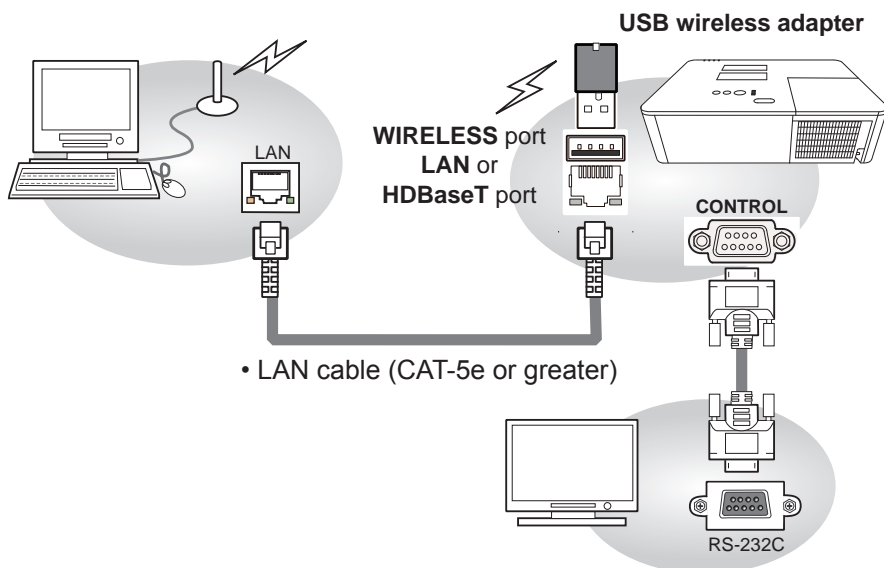 USB wireless adapter
WIRELESS port
LAN or
HDBaseT port
LAN
CONTROL
• LAN cable (CAT-5e or greater)
RS-232C